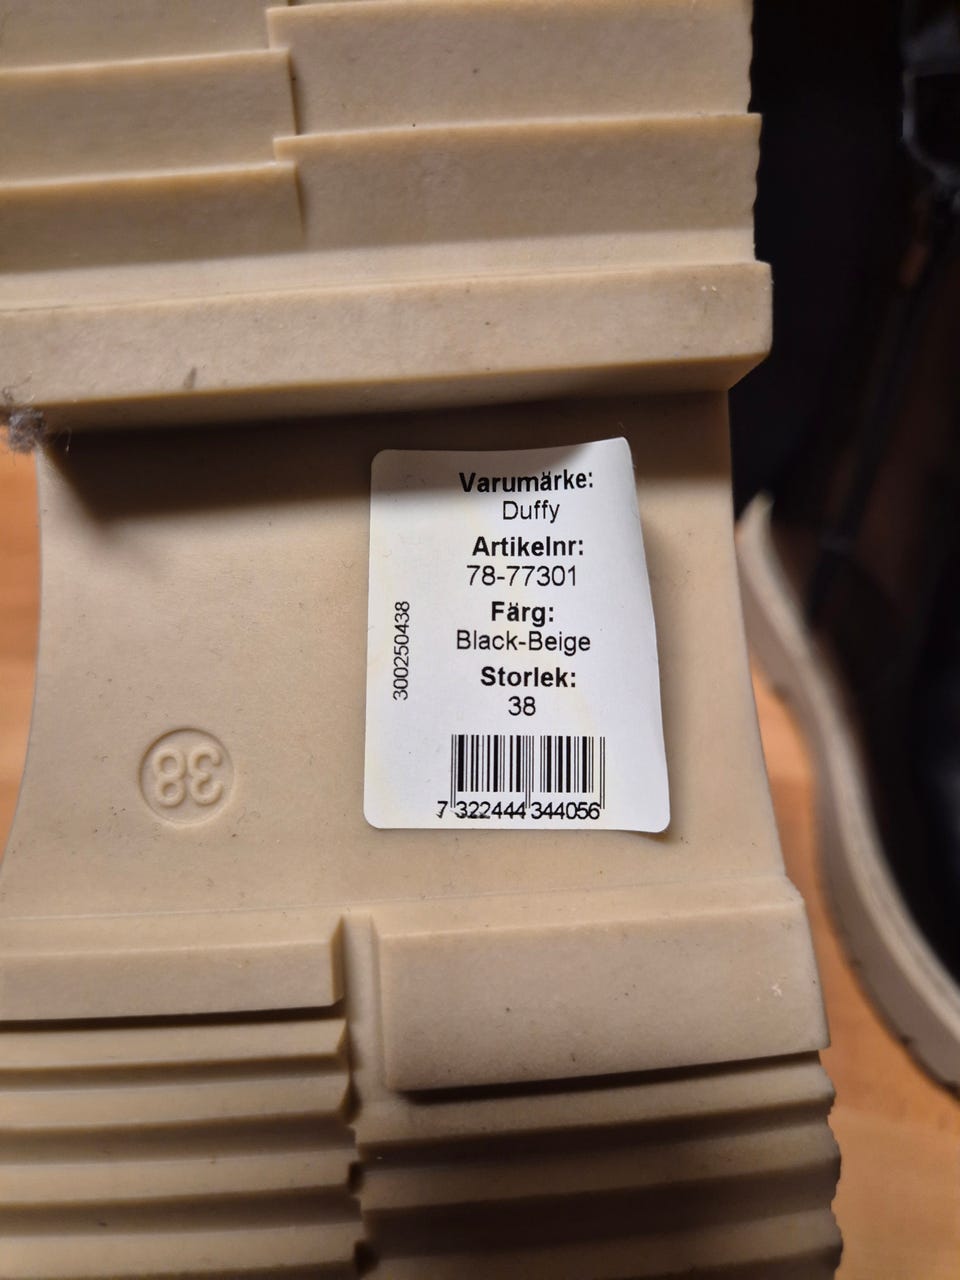 Varumärke:
Duffy
Artikelnr:
78-77301
Färg:
Black-Beige
Storlek:
38
300250438
7 322444 344056
38